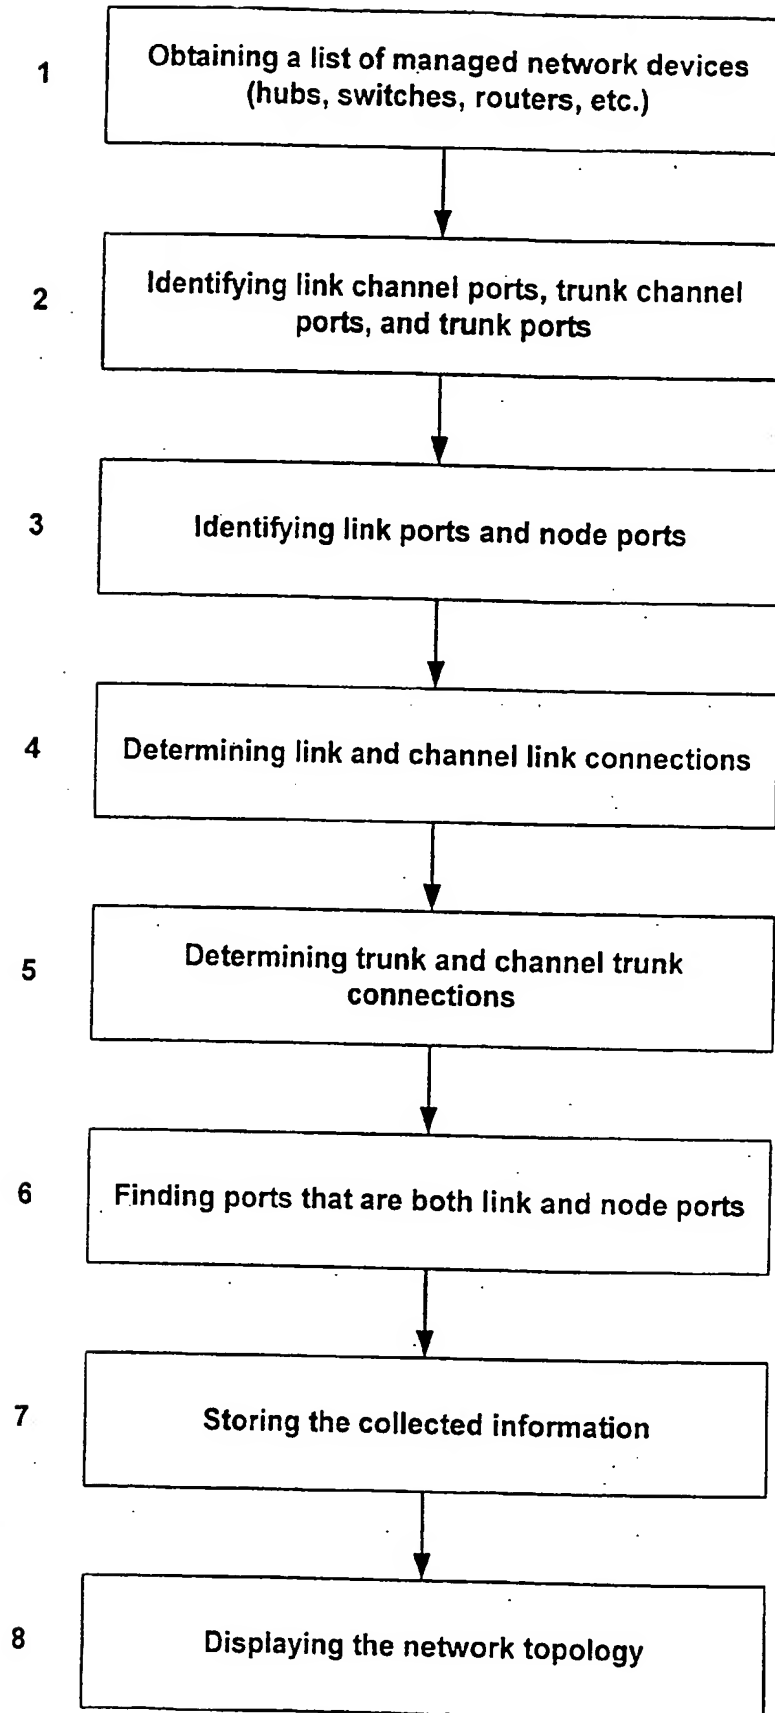 1
Obtaining a list of managed network devices
(hubs, switches, routers, etc.)
2
Identifying link channel ports, trunk channel
ports, and trunk ports
3
Identifying link ports and node ports
4
Determining link and channel link connections
5
Determining trunk and channel trunk
connections
6
Finding ports that are both link and node ports
7
Storing the collected information
8
Displaying the network topology